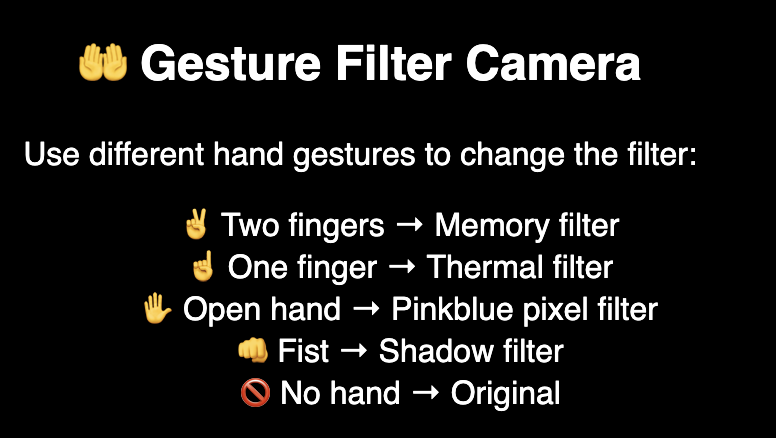 🤲 Gesture Filter Camera
Use different hand gestures to change the filter:
✌️ Two fingers → Memory filter
☝️ One finger → Thermal filter
🖐️ Open hand → Pinkblue pixel filter
👊 Fist → Shadow filter
🚫 No hand → Original